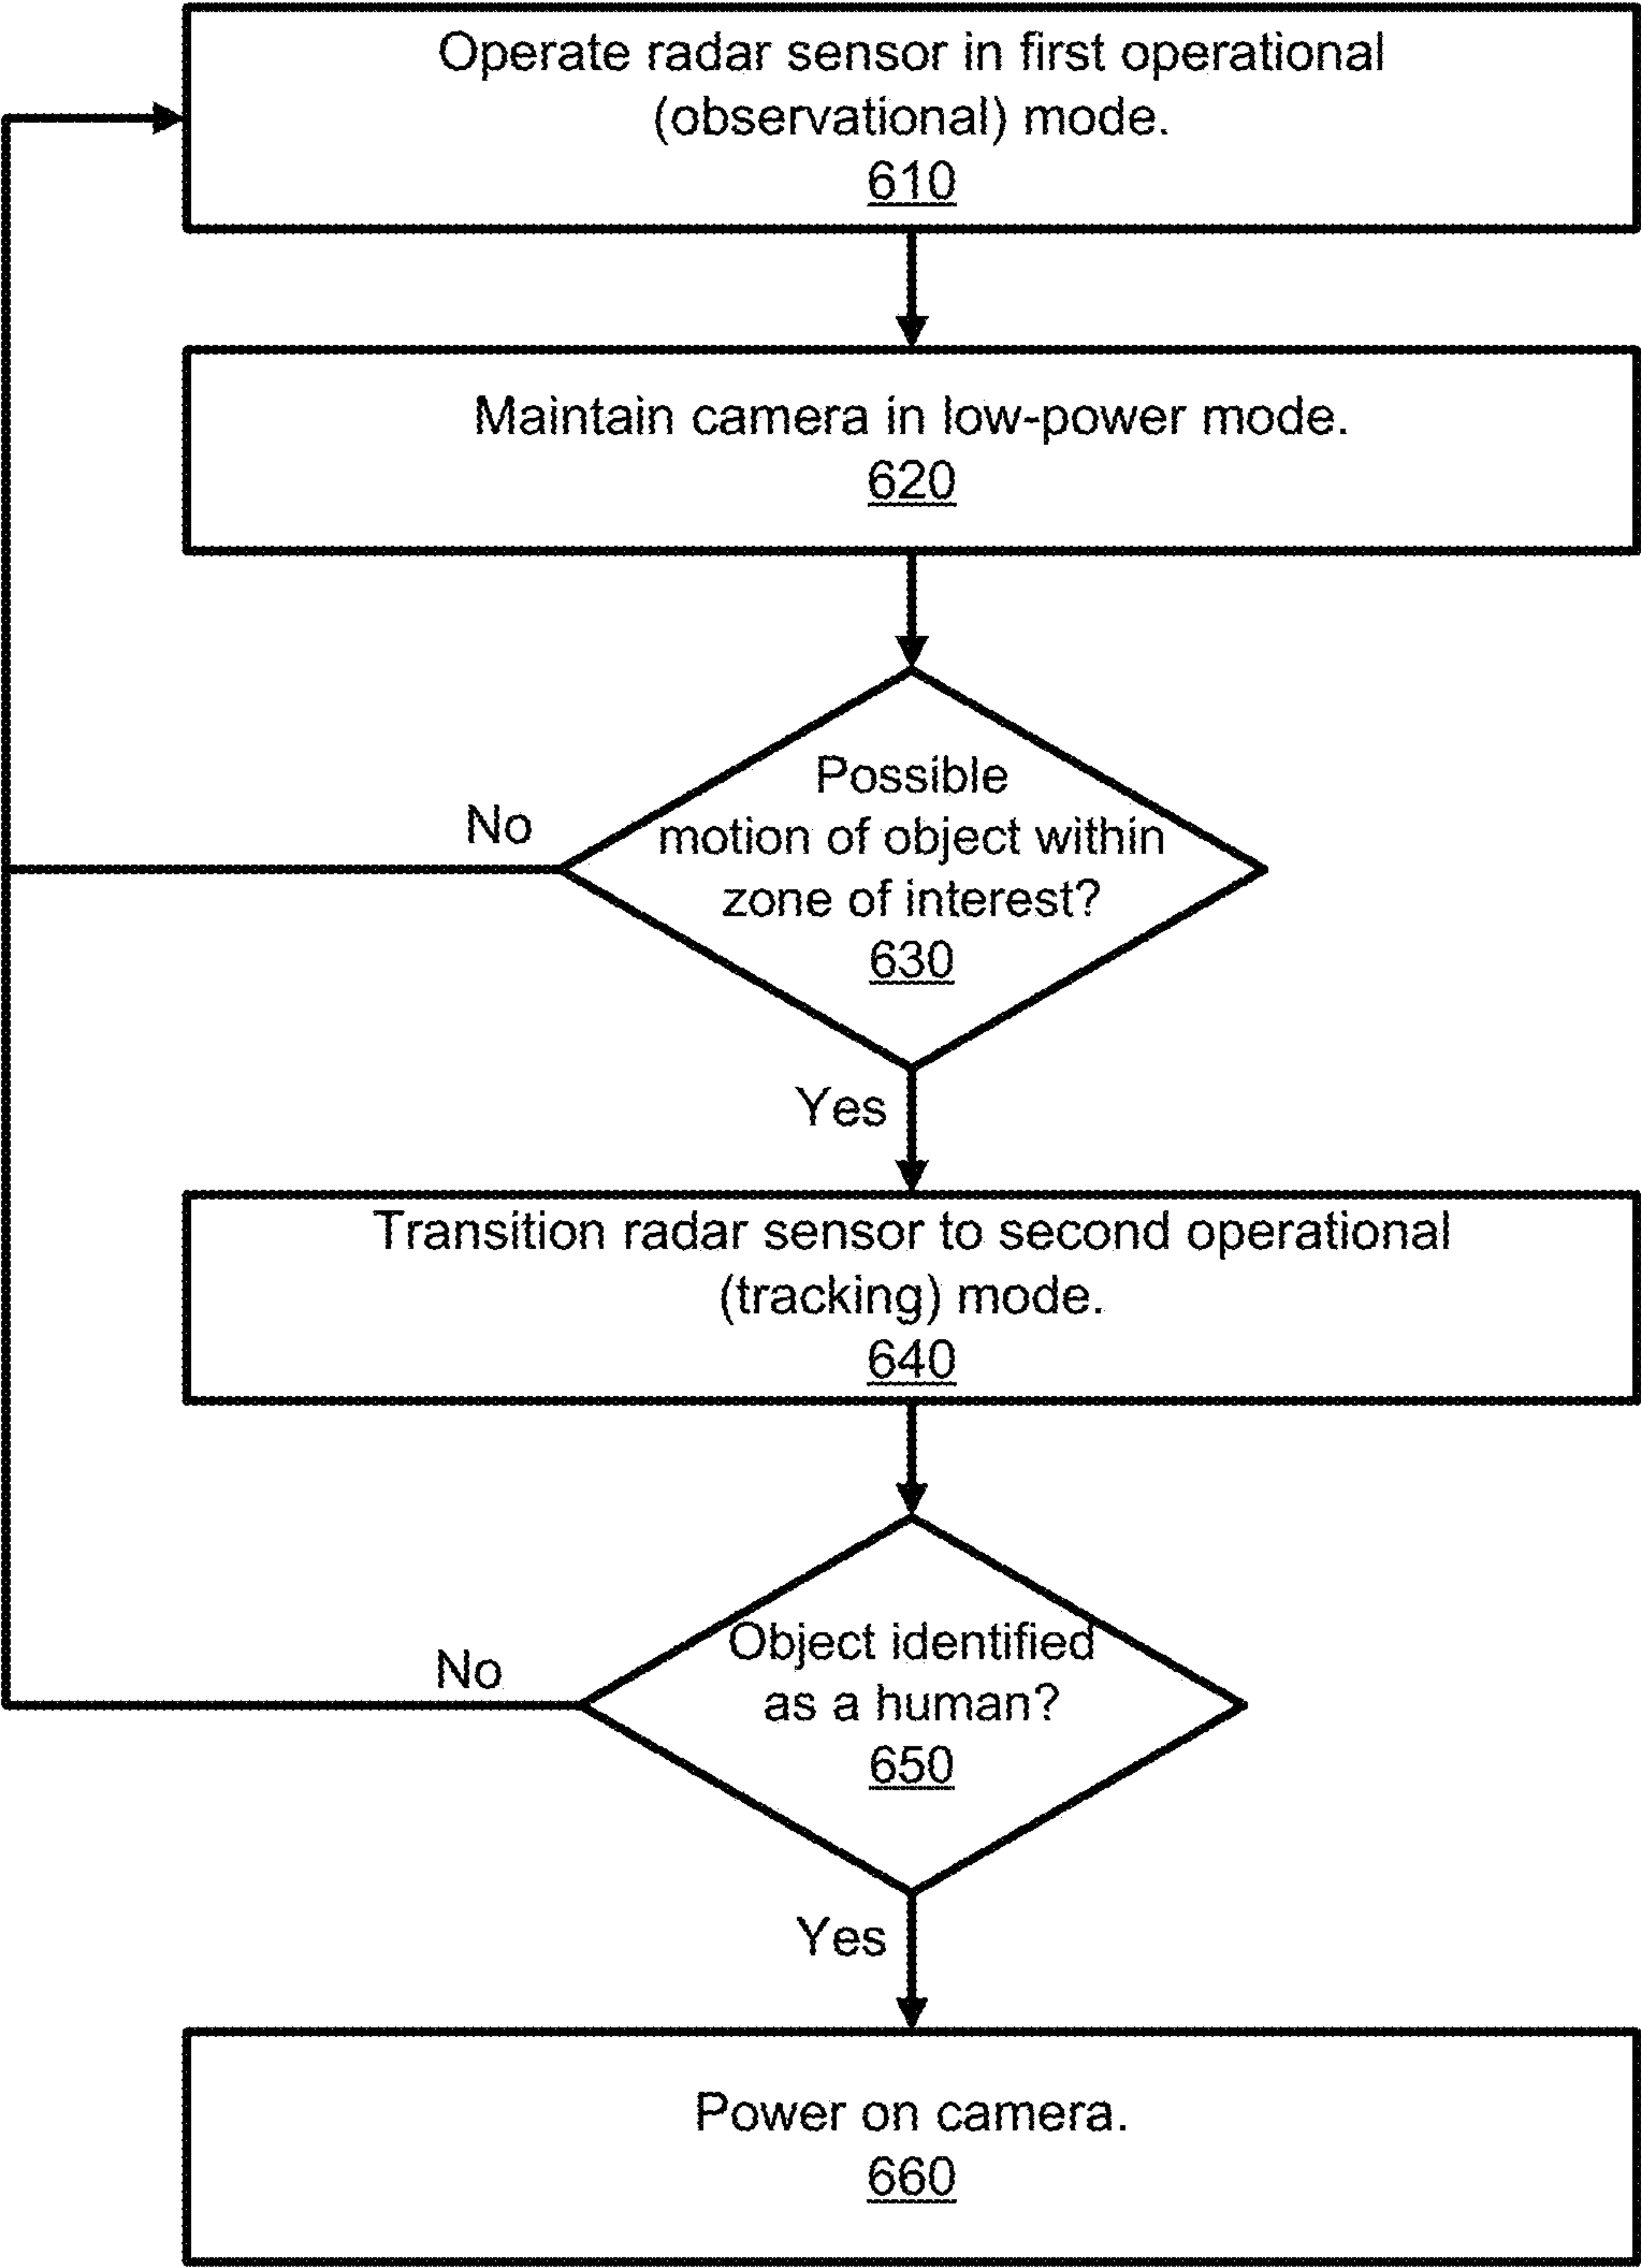 Operate radar sensor in first operational
(observational) mode.
610
Maintain camera in low-power mode.
620
Possible
motion of object within
zone of interest?
630
No
Yes
Transition radar sensor to second operational
(tracking) mode.
640
Object identified
as a human?
650
No
Yes
Power on camera.
660